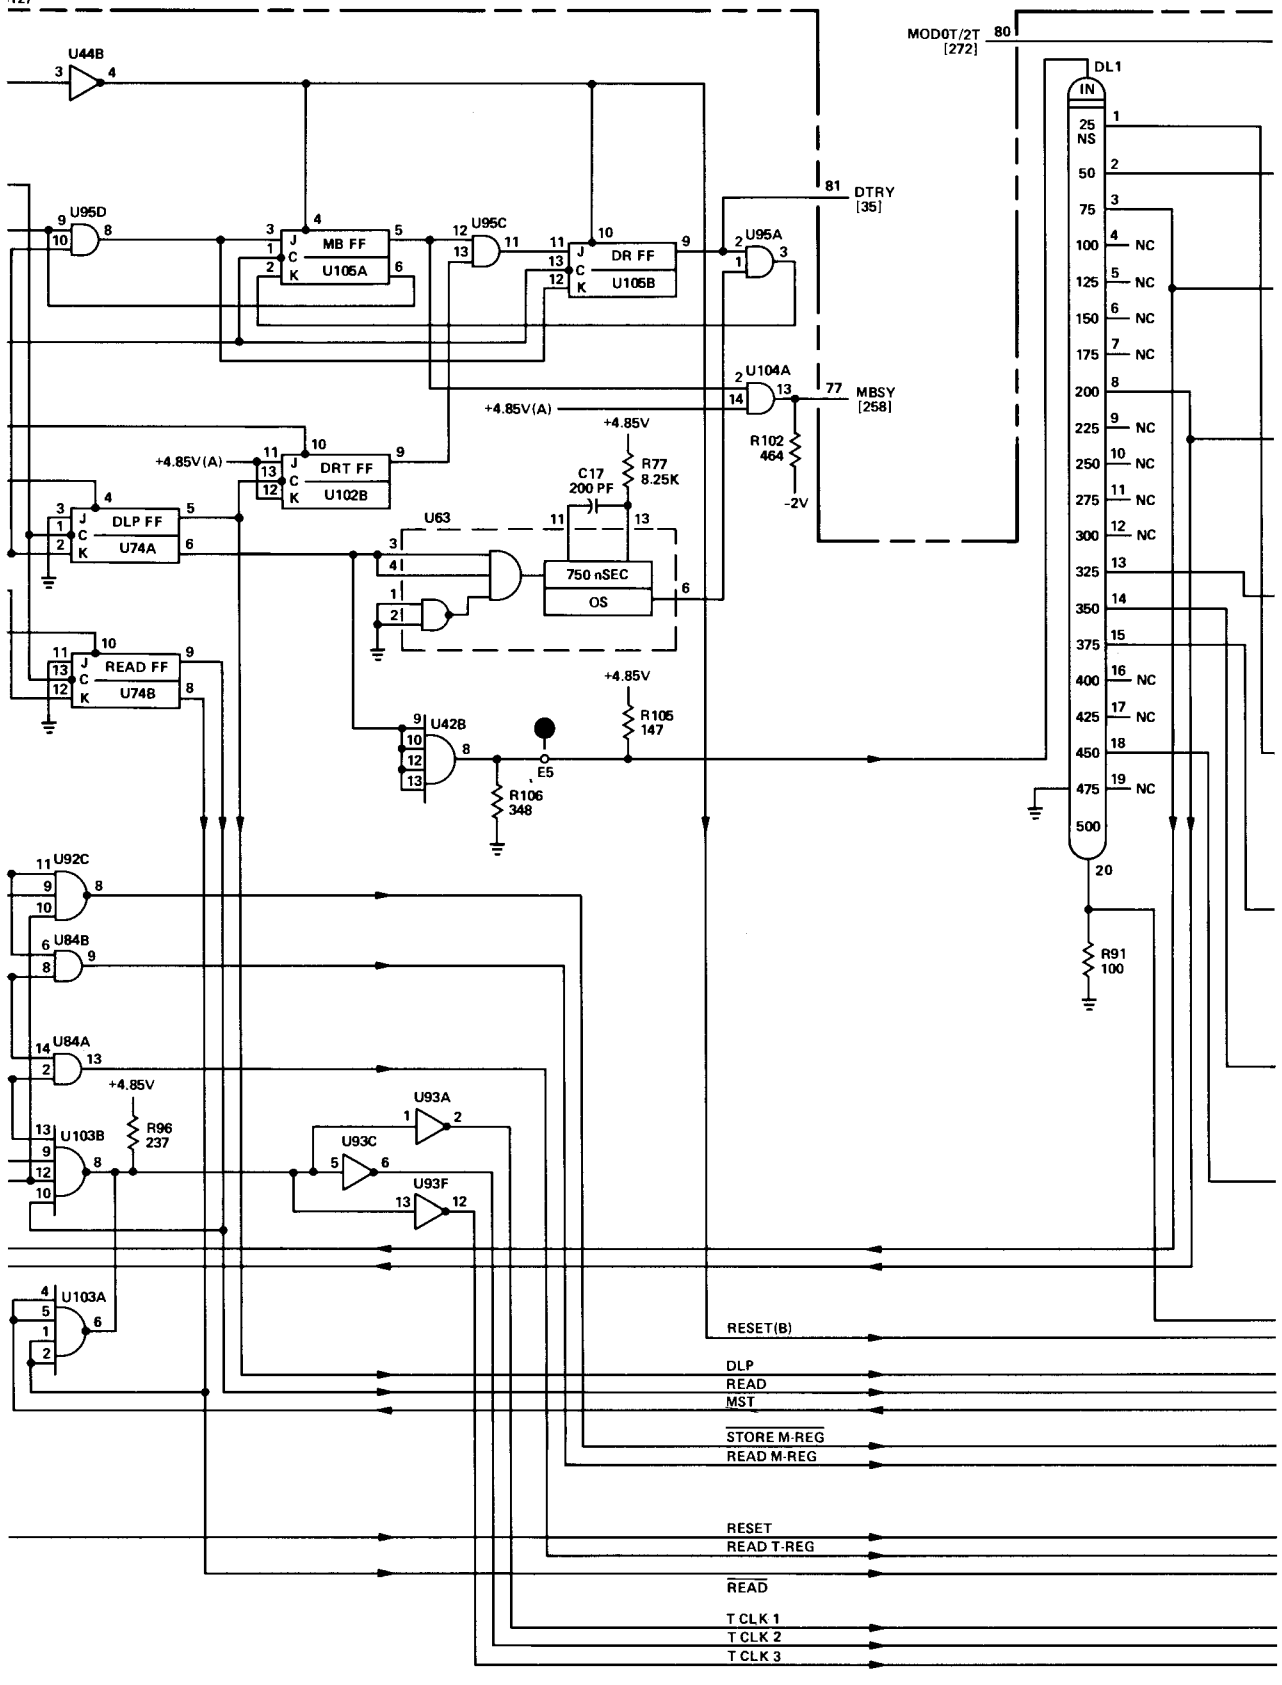 U44B
3
4
MOD0T/2T
[272]
80
DL1
IN
25
NS
1
50
2
75
3
100
4
NC
125
5
NC
150
6
NC
175
7
NC
200
8
225
9
NC
250
10
NC
275
11
NC
300
12
NC
325
13
350
14
375
15
400
16
NC
425
17
NC
450
18
475
19
NC
500
20
R91
100
81
DTRY
[35]
U95D
9
10
8
4
3
J
1
C
2
K
MB FF
U105A
5
6
U95C
12
13
11
10
11
J
13
C
12
K
DR FF
U105B
9
U95A
2
1
3
U104A
2
14
13
77
MBSY
[258]
+4.85V(A)
R102
464
-2V
+4.85V
R77
8.25K
C17
200 PF
+4.85V(A)
10
11
J
13
C
12
K
DRT FF
U102B
9
4
3
J
1
C
2
K
DLP FF
U74A
5
6
U63
11
13
3
4
1
2
750 nSEC
OS
6
10
11
J
13
C
12
K
READ FF
U74B
9
8
+4.85V
R105
147
U42B
9
10
12
13
8
E5
R106
348
U92C
11
9
10
8
U84B
6
8
9
U84A
14
2
13
+4.85V
R96
237
U103B
13
9
12
10
8
U93A
1
2
U93C
5
6
U93F
13
12
U103A
4
5
1
2
6
RESET(B)
DLP
READ
MST
STORE M-REG
READ M-REG
RESET
READ T-REG
READ
T CLK 1
T CLK 2
T CLK 3